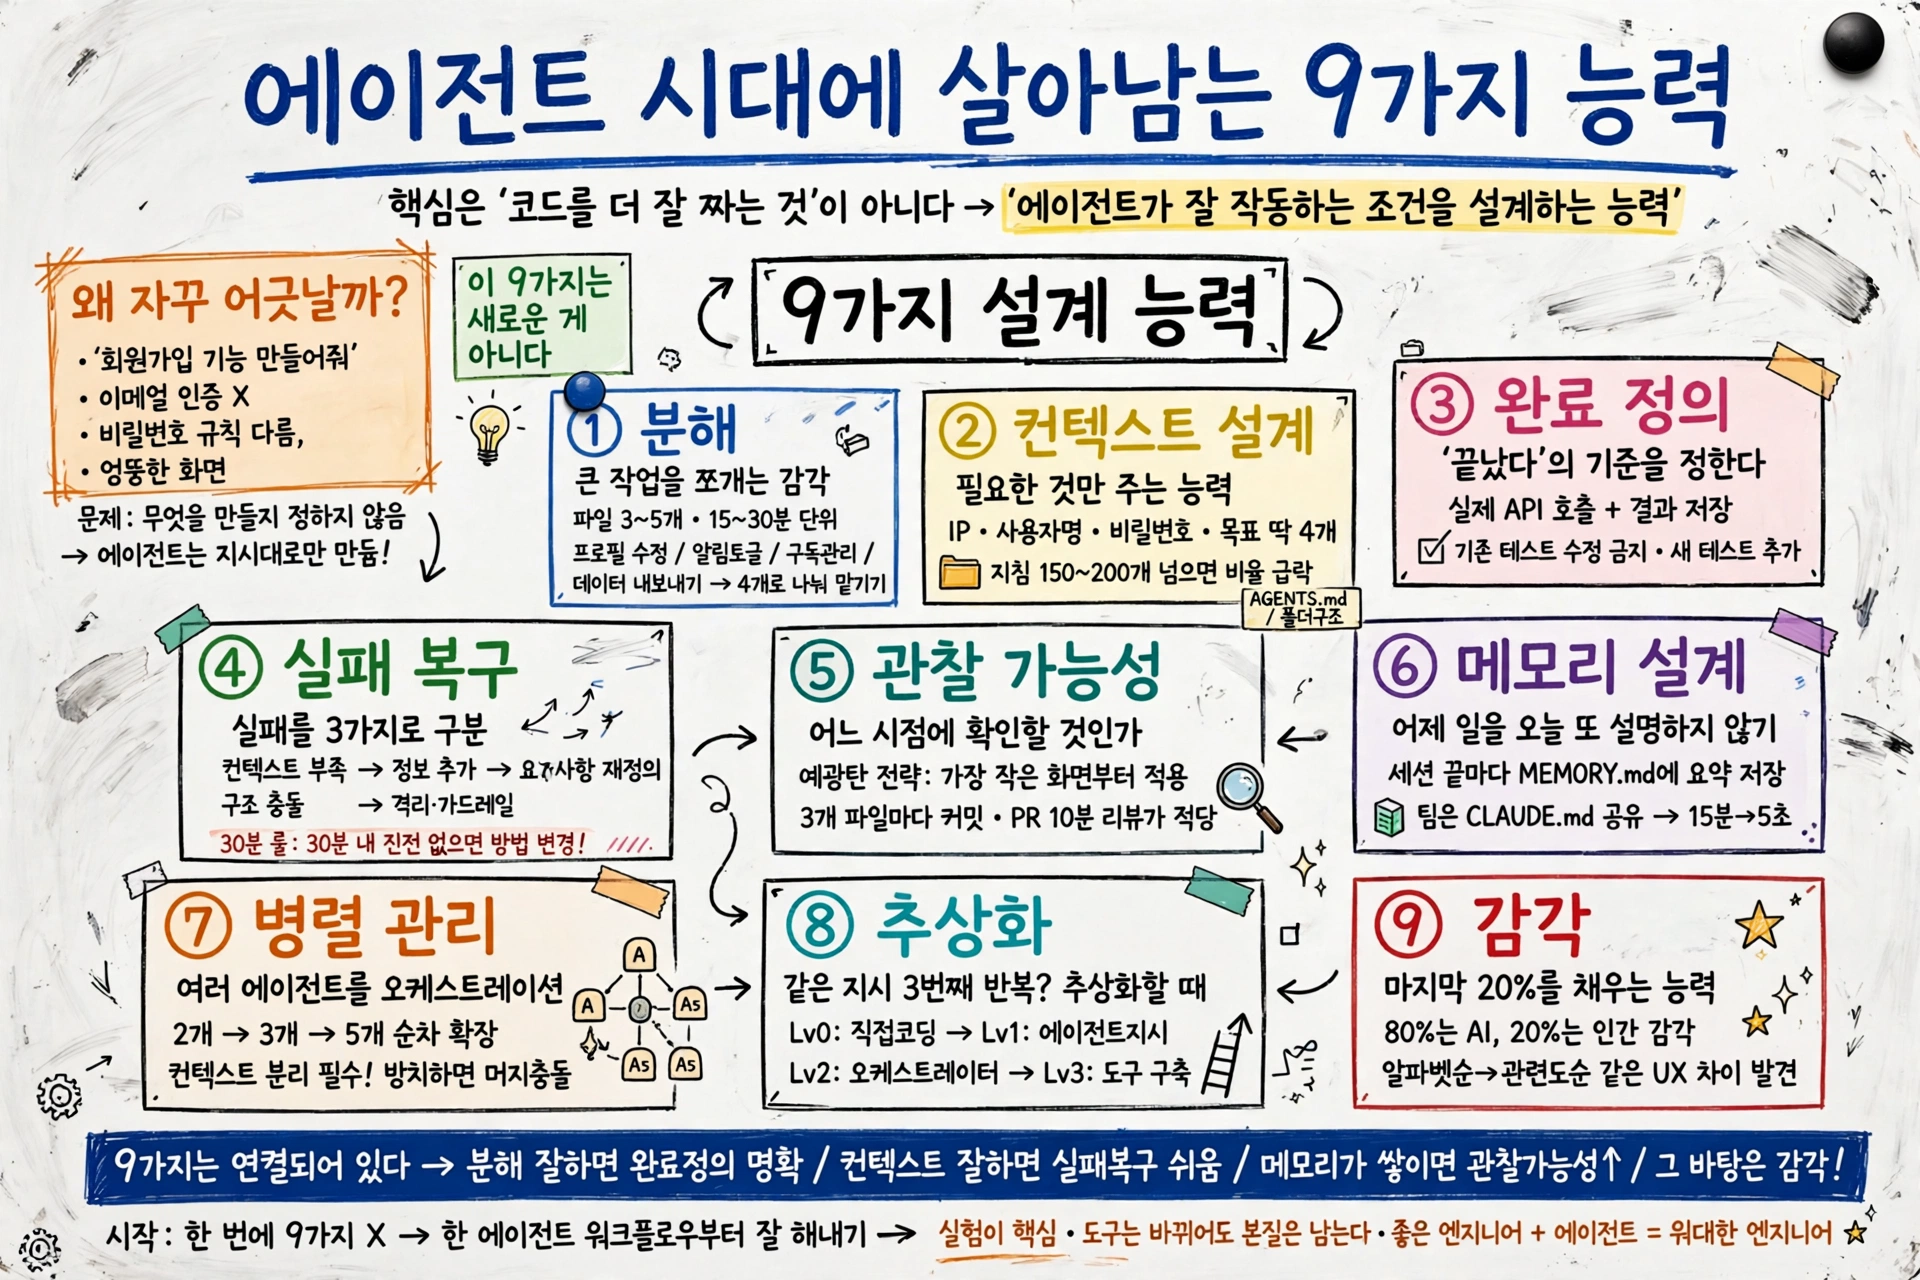 에이전트 시대에 살아남는 9가지 능력
핵심은 '코드를 더 잘 짜는 것'이 아니다 → '에이전트가 잘 작동하는 조건을 설계하는 능력'
왜 자꾸 어긋날까?
• '회원가입 기능 만들어줘'
• 이메얼 인증 X
• 비릴번호 규칙 다름,
• 엉뚱한 화면
문제: 무엇을 만들지 정하지 않음
→ 에이전트는 지시대로만 만듦!
이 9가지는
새로운 게
아니다
9가지 설계 능력
① 분해
큰 작업을 쪼개는 감각
파일 3~5개 • 15~30분 단위
프로필 수정 / 알림토글 / 구독관리 /
데이터 내보내기 → 4개로 나눠 맡기기
② 컨텍스트 설계
필요한 것만 주는 능력
IP • 사용자명 • 비릴번호 • 목표 딱 4개
지침 150~200개 넘으면 비율 급락
AGENTS.md
/ 폴더구조
③ 완료 정의
'끝났다'의 기준을 정한다
실제 API 호출 + 결과 저장
기존 테스트 수정 금지 • 새 테스트 추가
④ 실패 복구
실패를 3가지로 구분
컨텍스트 부족 → 정보 추가 → 사항 재정의
구조 충돌 → 격리·가드레일
30분 룰: 30분 내 진전 없으면 방법 변경!
⑤ 관찰 가능성
어느 시점에 확인할 것인가
예광탄 전략: 가장 작은 화면부터 적용
3개 파일마다 커밋 • PR 10분 리뷰가 적당
⑥ 메모리 설계
어제 일을 오늘 또 설명하지 않기
세션 끝마다 MEMORY.md에 요약 저장
팀은 CLAUDE.md 공유 → 15분→5초
⑦ 병렬 관리
여러 에이전트를 오케스트레이션
2개 → 3개 → 5개 순차 확장
컨텍스트 분리 필수! 방치하면 머지충돌
A
A
?
A5
A5
A5
⑧ 추상화
같은 지시 3번째 반복? 추상화할 때
Lv0: 직접코딩 → Lv1: 에이전트지시
Lv2: 오케스트레이터 → Lv3: 도구 구축
⑨ 감각
마지막 20%를 채우는 능력
80%는 AI, 20%는 인간 감각
알파벳순→관련도순 같은 UX 차이 발견
9가지는 연켤되어 있다 → 분해 잘하면 완료정의 명확 / 컨텍스트 잘하면 실패복구 쉬움 / 메모리가 쌓이면 관찰가능성↑ / 그 바탕은 감각!
시작: 한 번에 9가지 X → 한 에이전트 워크플로우부터 잘 해내기 → 실험이 핵심 • 도구는 바뀌어도 본질은 남는다 • 좋은 엔지니어 + 에이전트 = 워대한 엔지니어